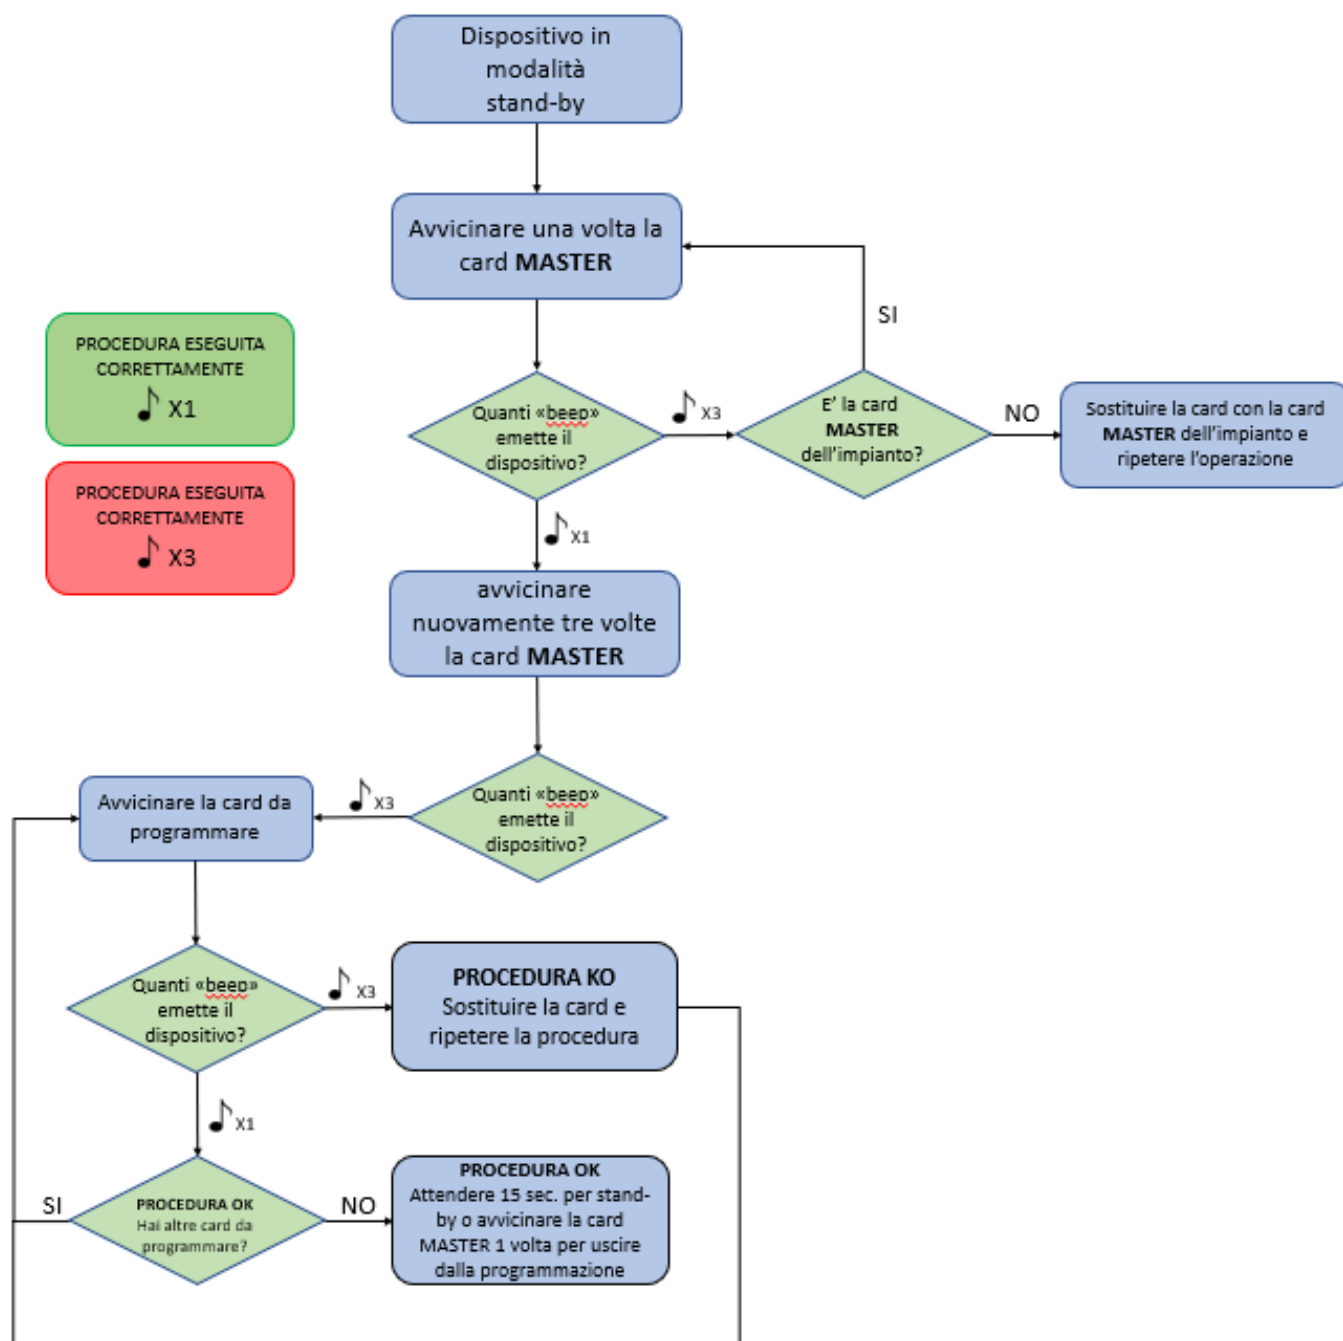 Dispositivo in
modalità
stand-by
Avvicinare una volta la
card MASTER
SI
PROCEDURA ESEGUITA
CORRETTAMENTE
X1
Quanti «beep»
emette il
dispositivo?
X3
E' la card
MASTER
dell'impianto?
NO
Sostituire la card con la card
MASTER dell'impianto e
ripetere l'operazione
PROCEDURA ESEGUITA
CORRETTAMENTE
X3
X1
avvicinare
nuovamente tre volte
la card MASTER
Avvicinare la card da
programmare
X3
Quanti «beep»
emette il
dispositivo?
Quanti «beep»
emette il
dispositivo?
X3
PROCEDURA KO
Sostituire la card e
ripetere la procedura
X1
SI
PROCEDURA OK
Hai altre card da
programmare?
NO
PROCEDURA OK
Attendere 15 sec. per stand-
by o avvicinare la card
MASTER 1 volta per uscire
dalla programmazione